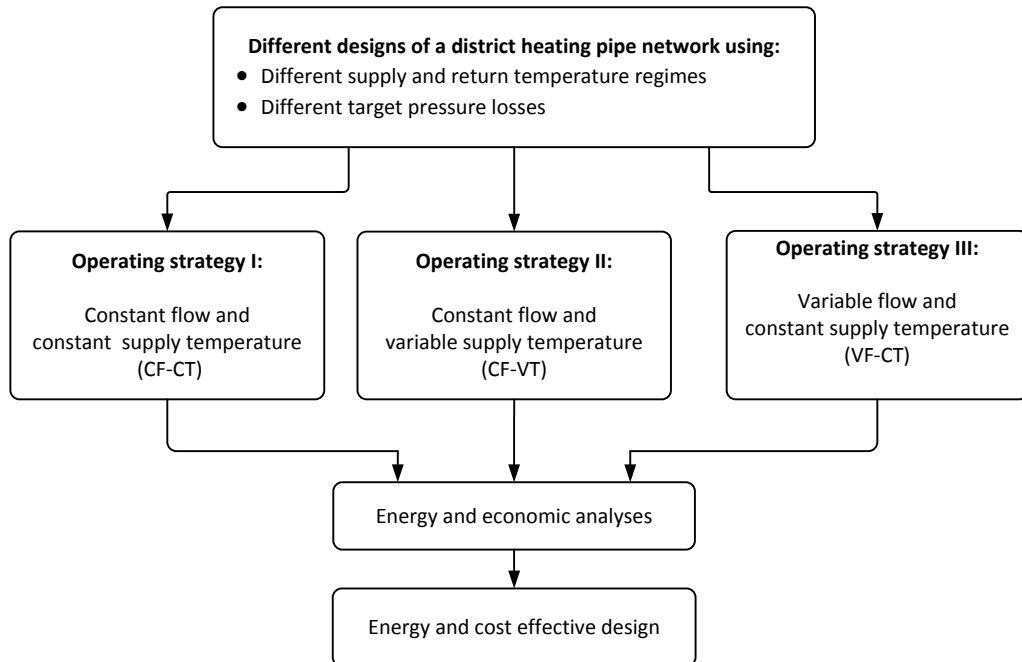 Different designs of a district heating pipe network using:
● Different supply and return temperature regimes
● Different target pressure losses
Operating strategy I:
Constant flow and
constant supply temperature
(CF-CT)
Operating strategy II:
Constant flow and
variable supply temperature
(CF-VT)
Operating strategy III:
Variable flow and
constant supply temperature
(VF-CT)
Energy and economic analyses
Energy and cost effective design